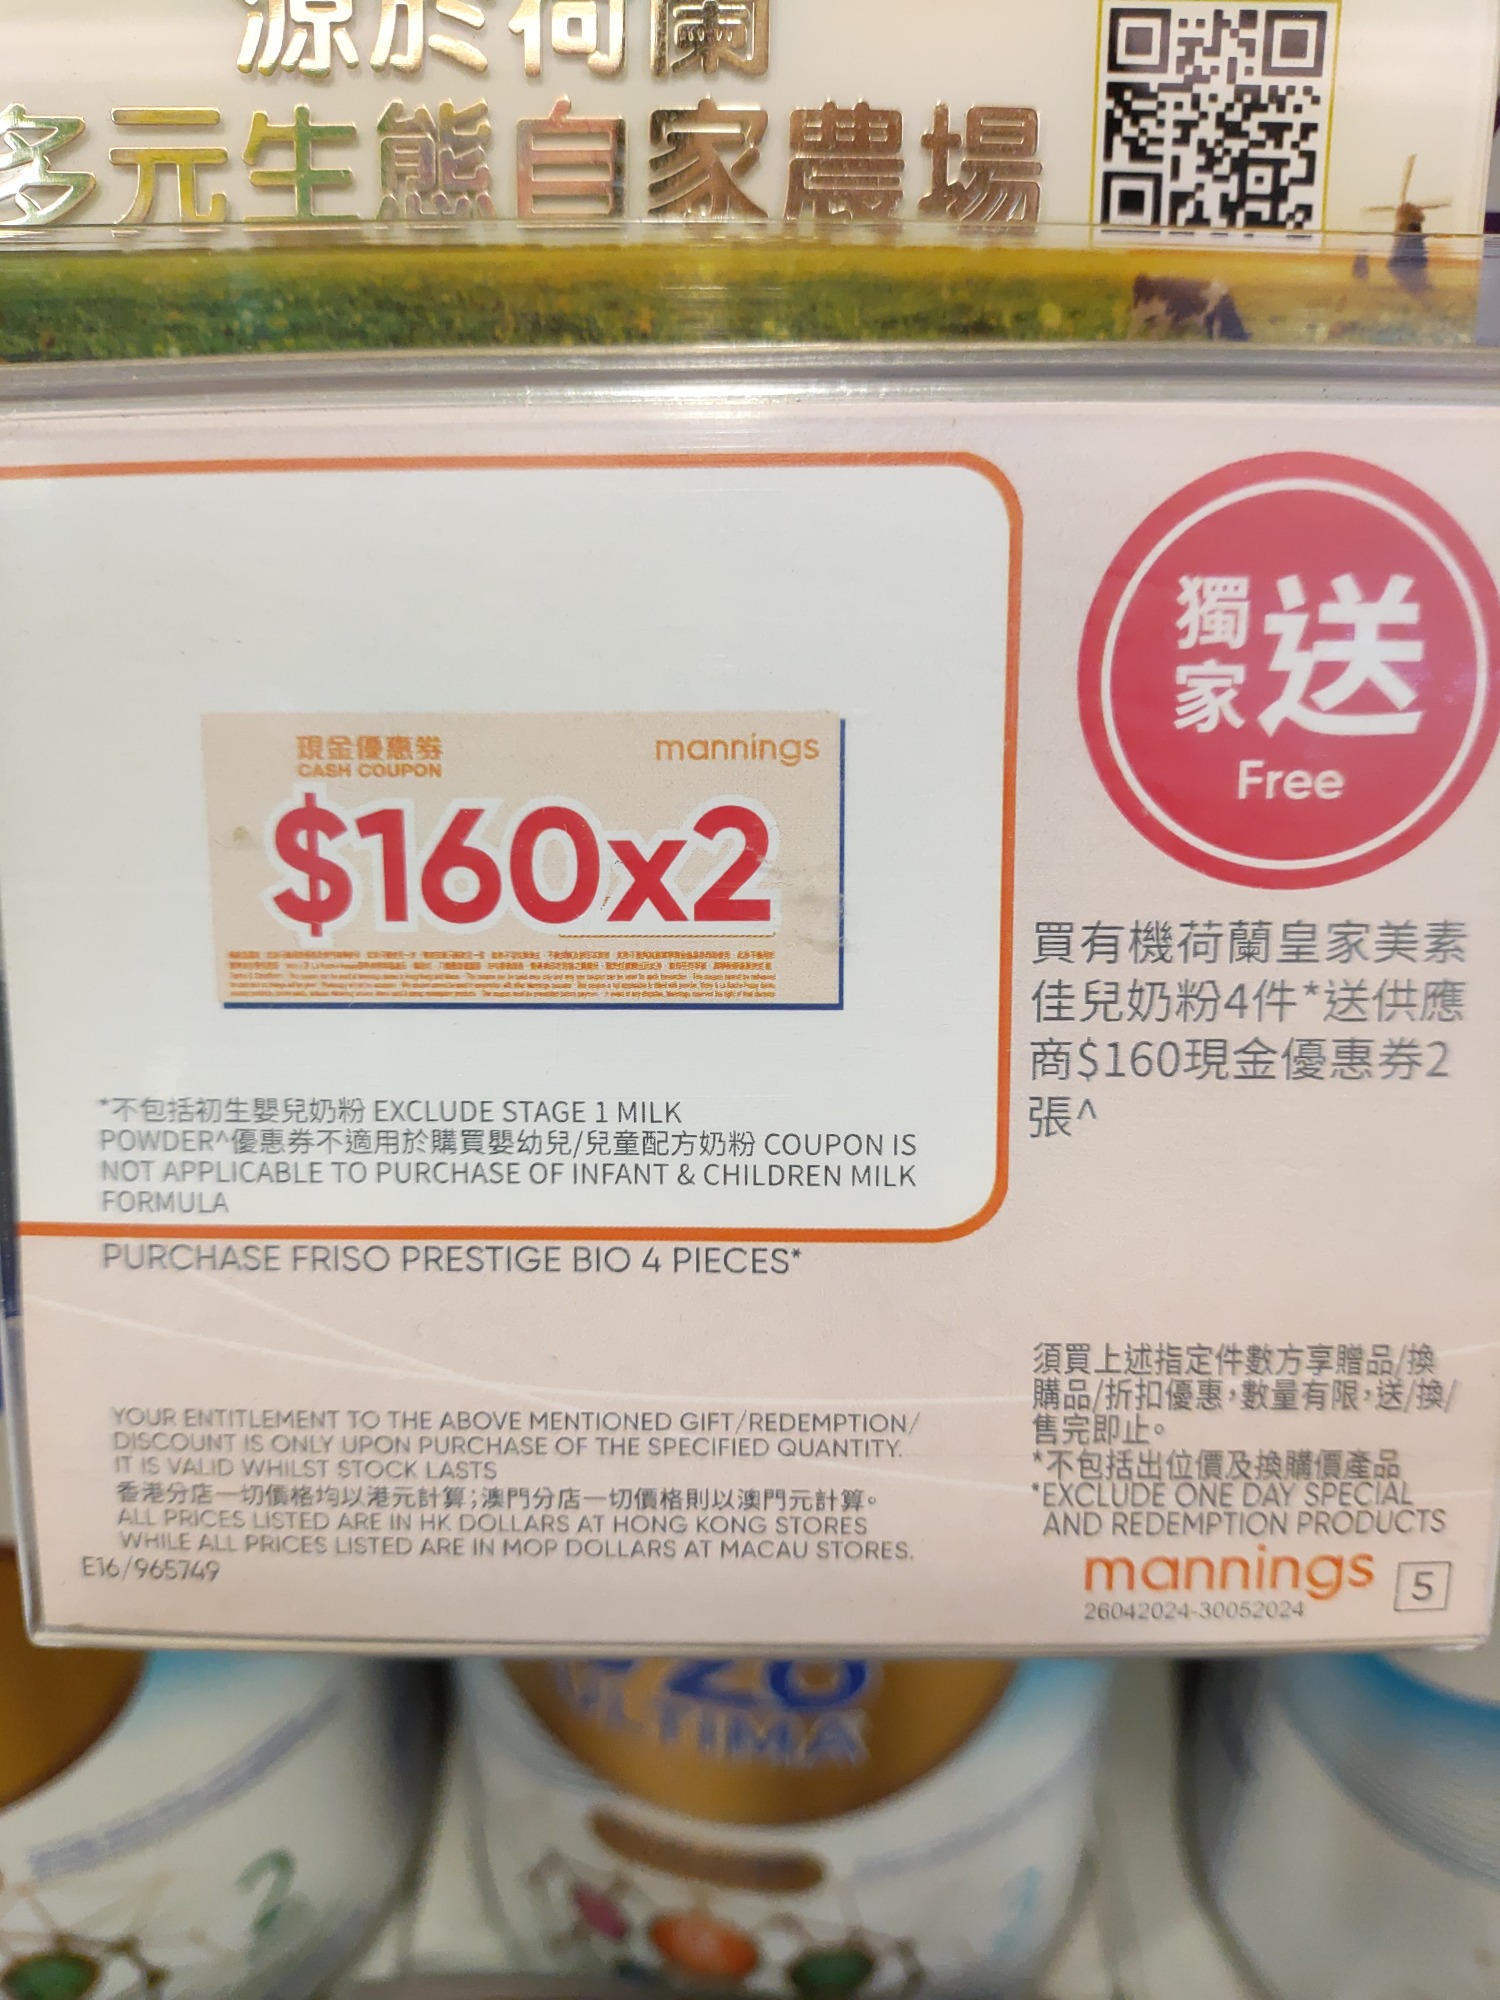 源於荷蘭
多元生態自家農場
獨家送
Free
現金優惠券
CASH COUPON
mannings
$160x2
買有機荷蘭皇家美素
佳兒奶粉4件*送供應
商$160現金優惠券2
張^
*不包括初生嬰兒奶粉 EXCLUDE STAGE 1 MILK
POWDER^優惠券不適用於購買嬰幼兒/兒童配方奶粉 COUPON IS
NOT APPLICABLE TO PURCHASE OF INFANT & CHILDREN MILK
FORMULA
PURCHASE FRISO PRESTIGE BIO 4 PIECES*
須買上述指定件數方享贈品/換
購品/折扣優惠，數量有限，送/換/
售完即止。
*不包括出位價及換購價產品
*EXCLUDE ONE DAY SPECIAL
AND REDEMPTION PRODUCTS
YOUR ENTITLEMENT TO THE ABOVE MENTIONED GIFT/REDEMPTION/
DISCOUNT IS ONLY UPON PURCHASE OF THE SPECIFIED QUANTITY.
IT IS VALID WHILST STOCK LASTS
香港分店一切價格均以港元計算；澳門分店一切價格則以澳門元計算。
ALL PRICES LISTED ARE IN HK DOLLARS AT HONG KONG STORES
WHILE ALL PRICES LISTED ARE IN MOP DOLLARS AT MACAU STORES.
E16/965749
mannings
5
26042024-30052024
ULTIMA
2